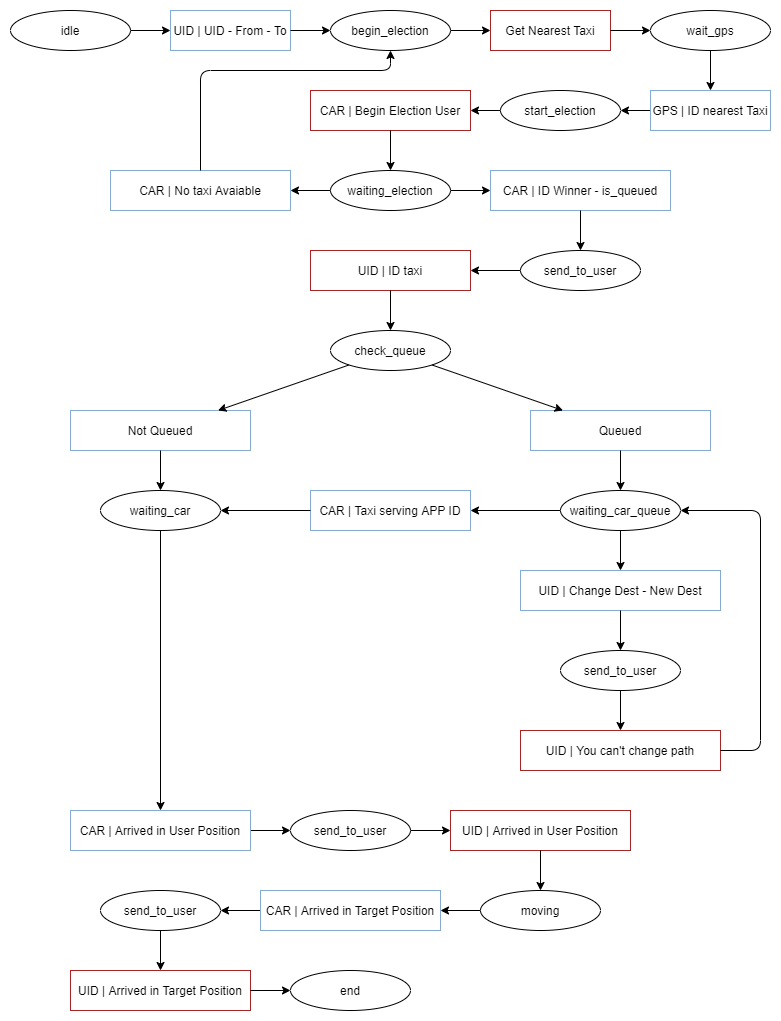 idle
UID | UID - From - To
begin_election
Get Nearest Taxi
wait_gps
CAR | Begin Election User
start_election
GPS | ID nearest Taxi
CAR | No taxi Avaiable
waiting_election
CAR | ID Winner - is_queued
UID | ID taxi
send_to_user
check_queue
Not Queued
Queued
waiting_car
CAR | Taxi serving APP ID
waiting_car_queue
UID | Change Dest - New Dest
send_to_user
UID | You can't change path
CAR | Arrived in User Position
send_to_user
UID | Arrived in User Position
send_to_user
CAR | Arrived in Target Position
moving
UID | Arrived in Target Position
end